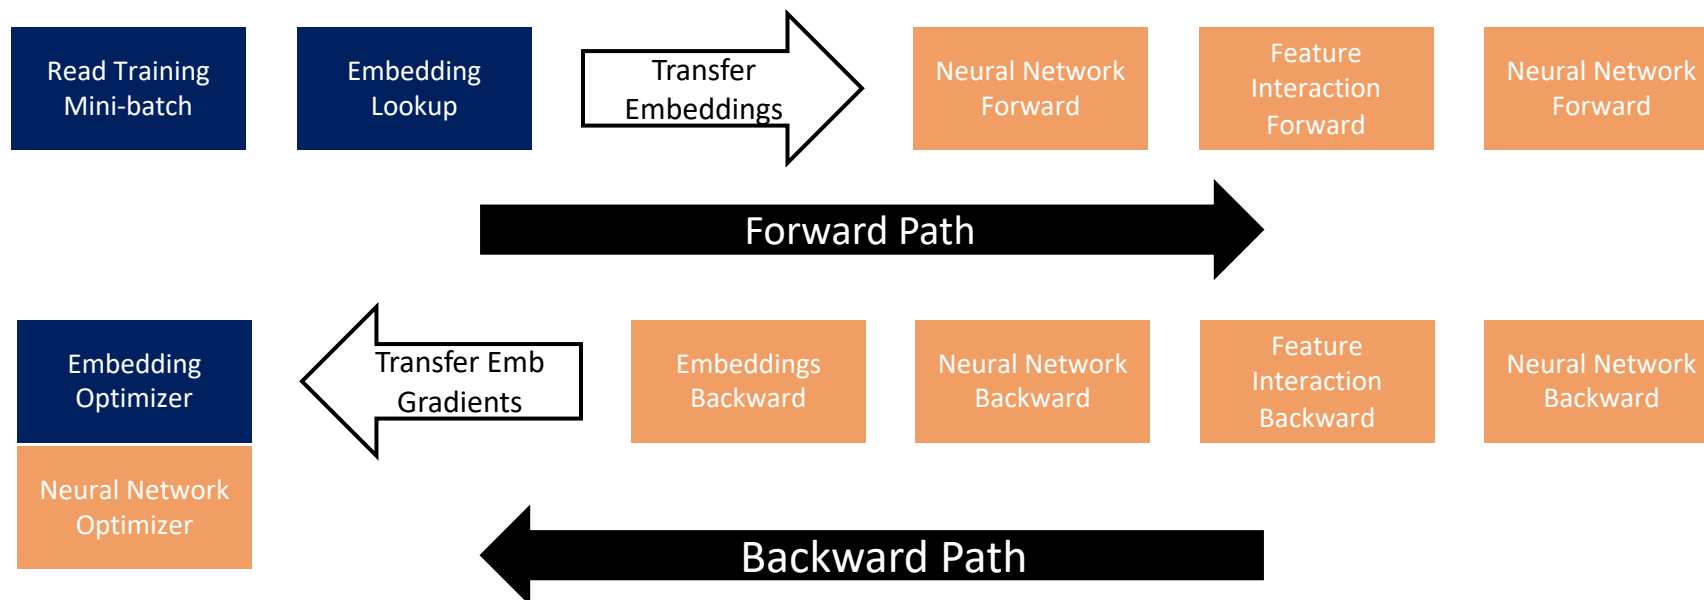 Read Training
Mini-batch
Embedding
Lookup
Transfer
Embeddings
Neural Network
Forward
Feature
Interaction
Forward
Neural Network
Forward
Forward Path
Embedding
Optimizer
Transfer Emb
Gradients
Embeddings
Backward
Neural Network
Backward
Feature
Interaction
Backward
Neural Network
Backward
Neural Network
Optimizer
Backward Path